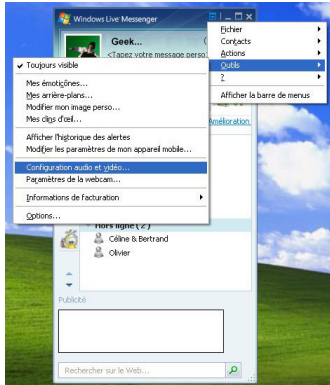 Windows Live Messenger
Geek...
<Tapez votre message perso
Fichier
Contacts
Actions
Outils
?
Afficher la barre de menus
Toujours visible
Mes émoticônes...
Mes arrière-plans...
Modifier mon image perso...
Mes clins d'œil...
Afficher l'historique des alertes
Modifier les paramètres de mon appareil mobile...
Configuration audio et vidéo...
Paramètres de la webcam...
Informations de facturation
Options...
Amélioration
Hors ligne ( 2 )
Céline & Bertrand
Olivier
Publicité
Rechercher sur le Web...